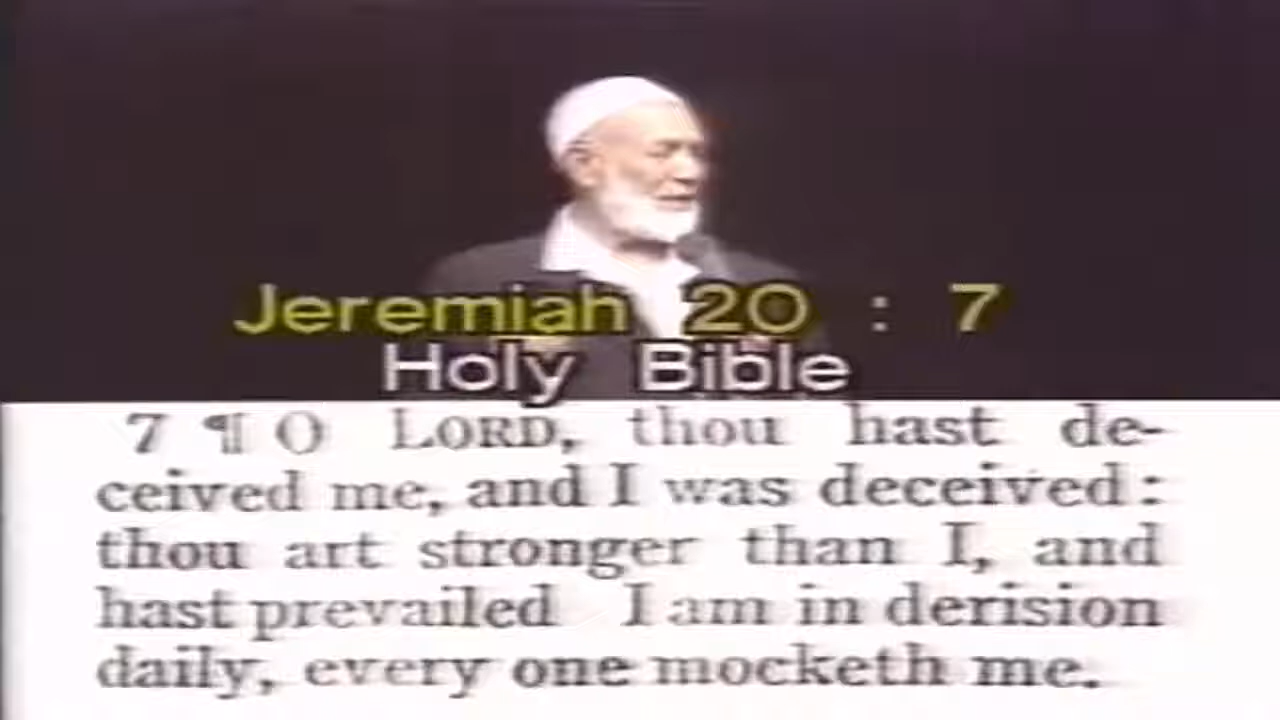 Jeremiah 20 : 7
Holy Bible
7 ¶ O LORD, thou hast de-
ceived me, and I was deceived:
thou art stronger than I, and
hast prevailed I am in derision
daily, every one mocketh me.